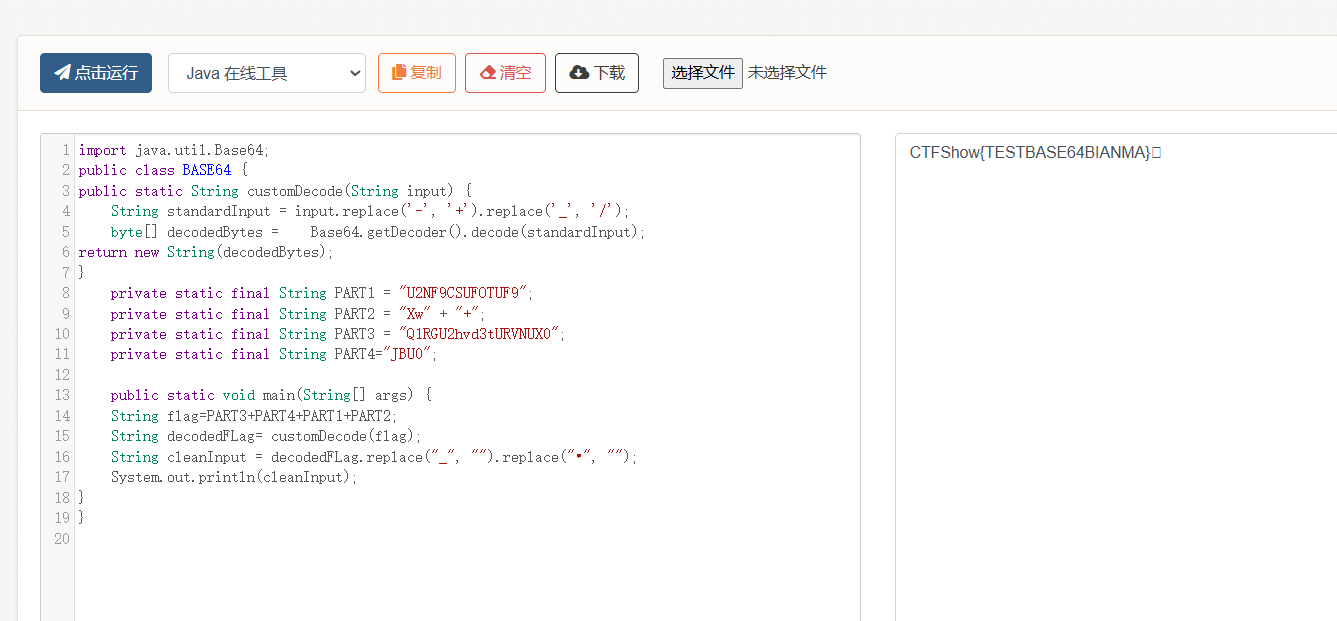 点击运行 Java 在线工具 复制 清空 下载 选择文件 未选择文件
1 import java.util.Base64;
2 public class BASE64 {
3 public static String customDecode(String input) {
4 String standardInput = input.replace('-', '+').replace('_', '/');
5 byte[] decodedBytes = Base64.getDecoder().decode(standardInput);
6 return new String(decodedBytes);
7 }
8 private static final String PART1 = "U2NF9CSUFOTUF9";
9 private static final String PART2 = "Xw" + "+";
10 private static final String PART3 = "Q1RGU2hvd3tURVNUX0";
11 private static final String PART4="JBU0";
12
13 public static void main(String[] args) {
14 String flag=PART3+PART4+PART1+PART2;
15 String decodedFLag= customDecode(flag);
16 String cleanInput = decodedFLag.replace("_", "").replace("•", "");
17 System.out.println(cleanInput);
18 }
19 }
20
CTFShow{TESTBASE64BIANMA}